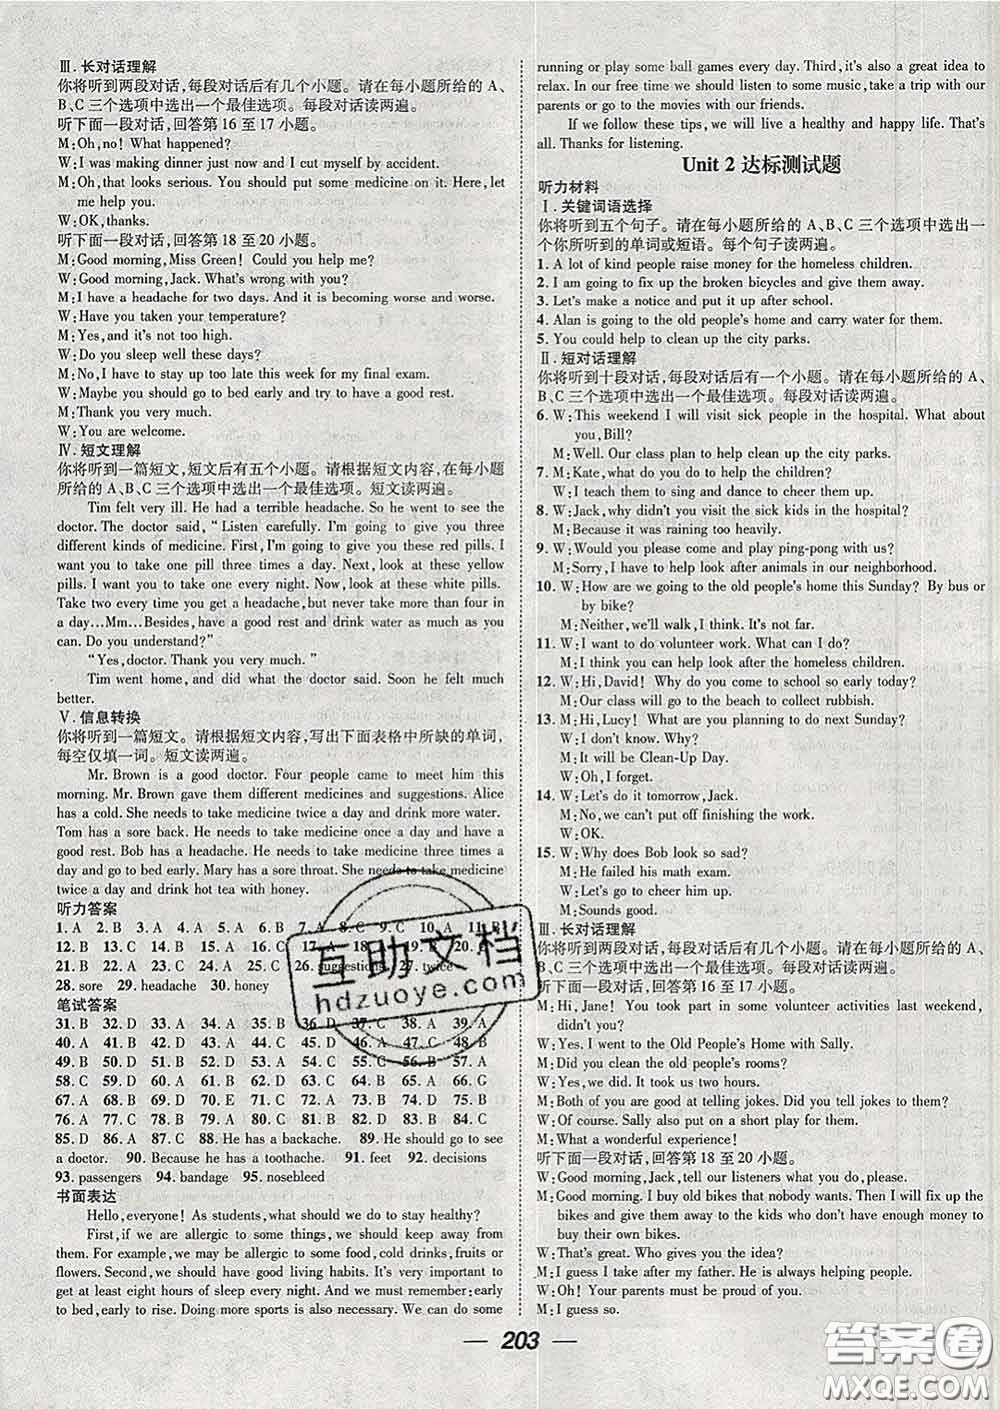 Ⅲ. 长对话理解
你将听到两段对话,每段对话后有几个小题。请在每小题所给的 A、
B、C 三个选项中选出一个最佳选项。每段对话读两遍。
听下面一段对话,回答第 16 至 17 小题。
M:Oh,no! What happened?
W:I was making dinner just now and I cut myself by accident.
M:Oh,that looks serious. You should put some medicine on it. Here,let
me help you.
W:OK,thanks.
听下面一段对话,回答第 18 至 20 小题。
M:Good morning,Miss Green! Could you help me?
W:Good morning,Jack. What's wrong with you?
M:I have a headache for two days. And it is becoming worse and worse.
W:Have you taken your temperature?
M:Yes,and it's not too high.
W:Do you sleep well these days?
M:No,I have to stay up too late this week for my final exam.
W:Maybe you should go to bed early and try to have a good rest.
M:Thank you very much.
W:You are welcome.
Ⅳ. 短文理解
你将听到一篇短文,短文后有五个小题。请根据短文内容,在每小题
所给的 A、B、C 三个选项中选出一个最佳选项。短文读两遍。
Tim felt very ill. He had a terrible headache. So he went to see the
doctor. The doctor said, “Listen carefully. I'm going to give you three
different kinds of medicine. First,I'm going to give you these red pills. I
want you to take one pill three times a day. Next, look at these yellow
pills. I want you to take one every night. Now, look at these white pills.
Take two every time you get a headache,but never take more than four in
a day…Mm…Besides,have a good rest and drink water as much as you
can. Do you understand?”
“Yes,doctor. Thank you very much.”
Tim went home, and did what the doctor said. Soon he felt much
better.
Ⅴ. 信息转换
你将听到一篇短文。请根据短文内容,写出下面表格中所缺的单词,
每空仅填一词。短文读两遍。
Mr. Brown is a good doctor. Four people came to meet him this
morning. Mr. Brown gave them different medicines and suggestions. Alice
has a cold. She needs to take medicine twice a day and drink more water.
Tom has a sore back. He needs to take medicine once a day and have a
good rest. Bob has a headache. He needs to take medicine three times a
day and go to bed early. Mary has a sore throat. She needs to take medicine
twice a day and drink hot tea with honey.
听力答案
1. A 2. B 3. A 4. A 5. A 6. B 7. A 8. C 9. C 10. A 11. B
12. B 13. C 14. B 15. A 16. C 17. 19. B 20.
21. B 22. B 23. A 24. C 25. C 26. suggestions 27. twice
28. sore 29. headache 30. honey
笔试答案
31. B 32. D 33. A 34. A 35. B 36. D 37. C 38. A 39. A
40. A 41. B 42. B 43. D 44. C 45. B 46. A 47. C 48. B
49. B 50. D 51. D 52. D 53. A 54. A 55. C 56. B 57. A
58. C 59. C 60. A 61. A 62. B 63. B 64. C 65. A 66. G
67. A 68. B 69. D 70. E 71. C 72. B 73. C 74. D 75. B
76. A 77. A 78. B 79. A 80. C 81. B 82. A 83. C 84. B
85. D 86. A 87. C 88. He has a backache. 89. He should go to see
a doctor. 90. Because he has a toothache. 91. feet 92. decisions
93. passengers 94. bandage 95. nosebleed
书面表达
Hello,everyone! As students,what should we do to stay healthy?
First,if we are allergic to some things, we should keep away from
them. For example,we may be allergic to some food,cold drinks,fruits or
flowers. Second,we should have good living habits. It's very important to
get at least eight hours of sleep every night. And we must remember:early
to bed,early to rise. Doing more sports is also necessary. We can do some
running or play some ball games every day. Third,it's also a great idea to
relax. In our free time we should listen to some music,take a trip with our
parents or go to the movies with our friends.
If we follow these tips,we will live a healthy and happy life. That's
all. Thanks for listening.
Unit 2 达标测试题
听力材料
Ⅰ. 关键词语选择
你将听到五个句子。请在每小题所给的 A、B、C 三个选项中选出一
个你所听到的单词或短语。每个句子读两遍。
1. A lot of kind people raise money for the homeless children.
2. I am going to fix up the broken bicycles and give them away.
3. Let's make a notice and put it up after school.
4. Alan is going to the old people's home and carry water for them.
5. You could help to clean up the city parks.
Ⅱ. 短对话理解
你将听到十段对话,每段对话后有一个小题。请在每小题所给的 A、
B、C 三个选项中选出一个最佳选项。每段对话读两遍。
6. W:This weekend I will visit sick people in the hospital. What about
you,Bill?
M:Well. Our class plan to help clean up the city parks.
7. M:Kate,what do you do to help the children?
W:I teach them to sing and dance to cheer them up.
8. W:Jack,why didn't you visit the sick kids in the hospital?
M:Because it was raining too heavily.
9. W:Would you please come and play ping-pong with us?
M:Sorry,I have to help look after animals in our neighborhood.
10. W:How are we going to the old people's home this Sunday? By bus or
by bike?
M:Neither,we'll walk,I think. It's not far.
11. W:I want to do volunteer work. What can I do?
M:I think you can help look after the homeless children.
12. W:Hi,David! Why do you come to school so early today?
M:Our class will go to the beach to collect rubbish.
13. M:Hi,Lucy! What are you planning to do next Sunday?
W:I don't know. Why?
M:It will be Clean-Up Day.
W:Oh,I forget.
14. W:Let's do it tomorrow,Jack.
M:No,we can't put off finishing the work.
W:OK.
15. W:Why does Bob look so sad?
M:He failed his math exam.
W:Let's go to cheer him up.
M:Sounds good.
Ⅲ. 长对话理解
你将听到两段对话,每段对话后有几个小题。请在每小题所给的 A、
B、C 三个选项中选出一个最佳选项。每段对话读两遍。
听下面一段对话,回答第 16 至 17 小题。
M:Hi,Jane! You took part in some volunteer activities last weekend,
didn't you?
W:Yes. I went to the Old People's Home with Sally.
M:Did you clean the old people's rooms?
W:Yes,we did. It took us two hours.
M:Both of you are good at telling jokes. Did you tell jokes to them?
W:Of course. Sally also put on a short play for them.
M:What a wonderful experience!
听下面一段对话,回答第 18 至 20 小题。
W:Good morning,Jack,tell our listeners what you do.
M:Good morning. I buy old bikes that nobody wants. Then I will fix up the
bikes and give them away to the kids who don't have enough money to
buy their own bikes.
W:That's great. Who gives you the idea?
M:I guess I take after my father. He is always helping people.
W:Oh! Your parents must be proud of you.
M:I guess so.
203
互助文档
hdzuoye.com
答案圈
MXQE.COM